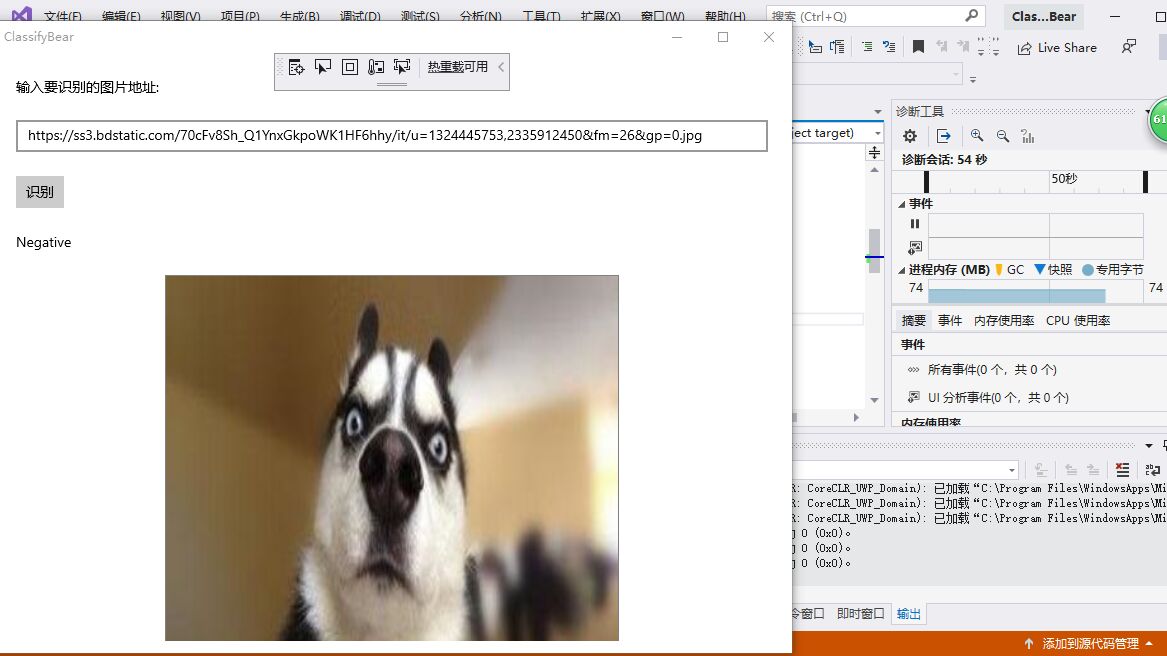 文件(F) 编辑(E) 视图(V) 项目(P) 生成(B) 调试(D) 测试(S) 分析(N) 工具(T) 扩展(X) 窗口(W) 帮助(H) 搜索 (Ctrl+Q) Clas...Bear
ClassifyBear
Live Share
热重载可用
输入要识别的图片地址:
https://ss3.bdstatic.com/70cFv8Sh_Q1YnxGkpoWK1HF6hhy/it/u=1324445753,2335912450&fm=26&gp=0.jpg
识别
Negative
ject target)
诊断工具
61
诊断会话: 54 秒
50秒
事件
进程内存 (MB) GC 快照 专用字节
74 74
摘要 事件 内存使用率 CPU 使用率
事件
所有事件(0 个，共 0 个)
UI 分析事件(0 个，共 0 个)
内存使用率
R: CoreCLR_UWP_Domain): 已加载“C:\Program Files\WindowsApps\Mi
R: CoreCLR_UWP_Domain): 已加载“C:\Program Files\WindowsApps\Mi
R: CoreCLR_UWP_Domain): 已加载“C:\Program Files\WindowsApps\Mi
0 (0x0)。
0 (0x0)。
0 (0x0)。
令窗口 即时窗口 输出
添加到源代码管理